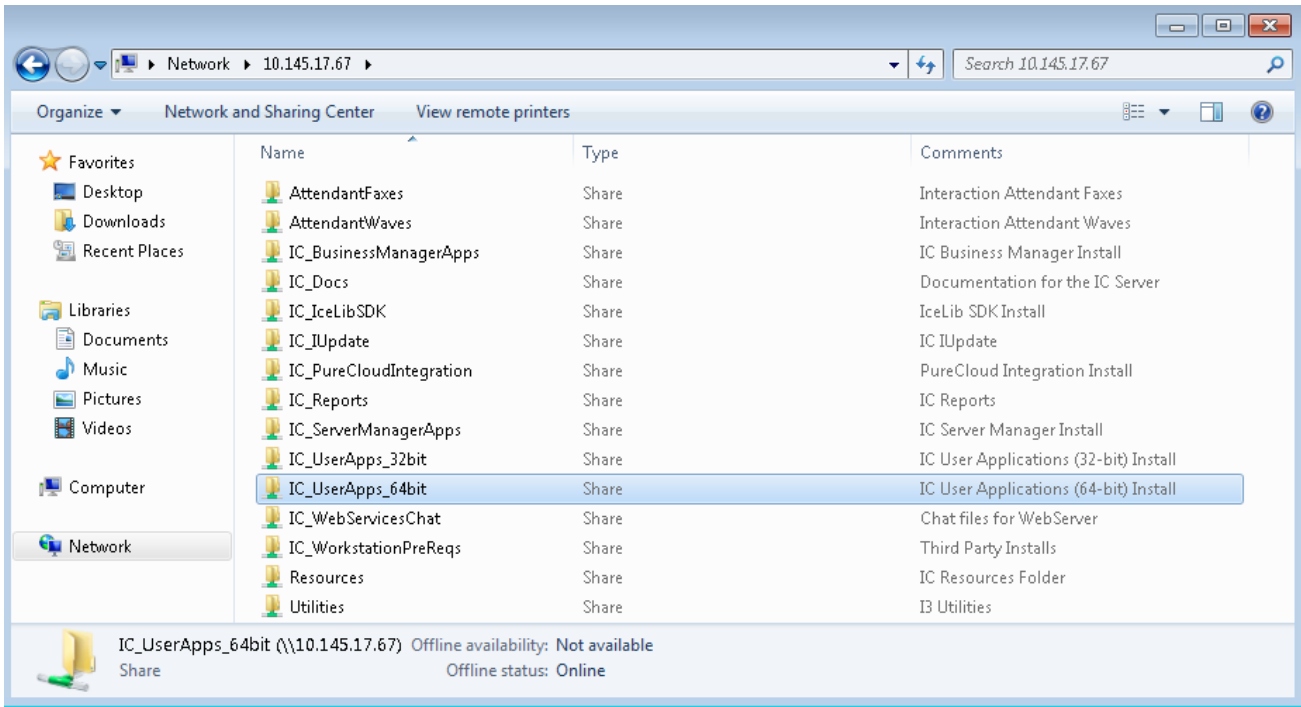 Network 10.145.17.67 Search 10.145.17.67
Organize Network and Sharing Center View remote printers
Favorites
Desktop
Downloads
Recent Places
Libraries
Documents
Music
Pictures
Videos
Computer
Network
Name Type Comments
AttendantFaxes Share Interaction Attendant Faxes
AttendantWaves Share Interaction Attendant Waves
IC_BusinessManagerApps Share IC Business Manager Install
IC_Docs Share Documentation for the IC Server
IC_IceLibSDK Share IceLib SDK Install
IC_IUpdate Share IC IUpdate
IC_PureCloudIntegration Share PureCloud Integration Install
IC_Reports Share IC Reports
IC_ServerManagerApps Share IC Server Manager Install
IC_UserApps_32bit Share IC User Applications (32-bit) Install
IC_UserApps_64bit Share IC User Applications (64-bit) Install
IC_WebServicesChat Share Chat files for WebServer
IC_WorkstationPreReqs Share Third Party Installs
Resources Share IC Resources Folder
Utilities Share I3 Utilities
IC_UserApps_64bit (\\10.145.17.67) Offline availability: Not available
Share Offline status: Online